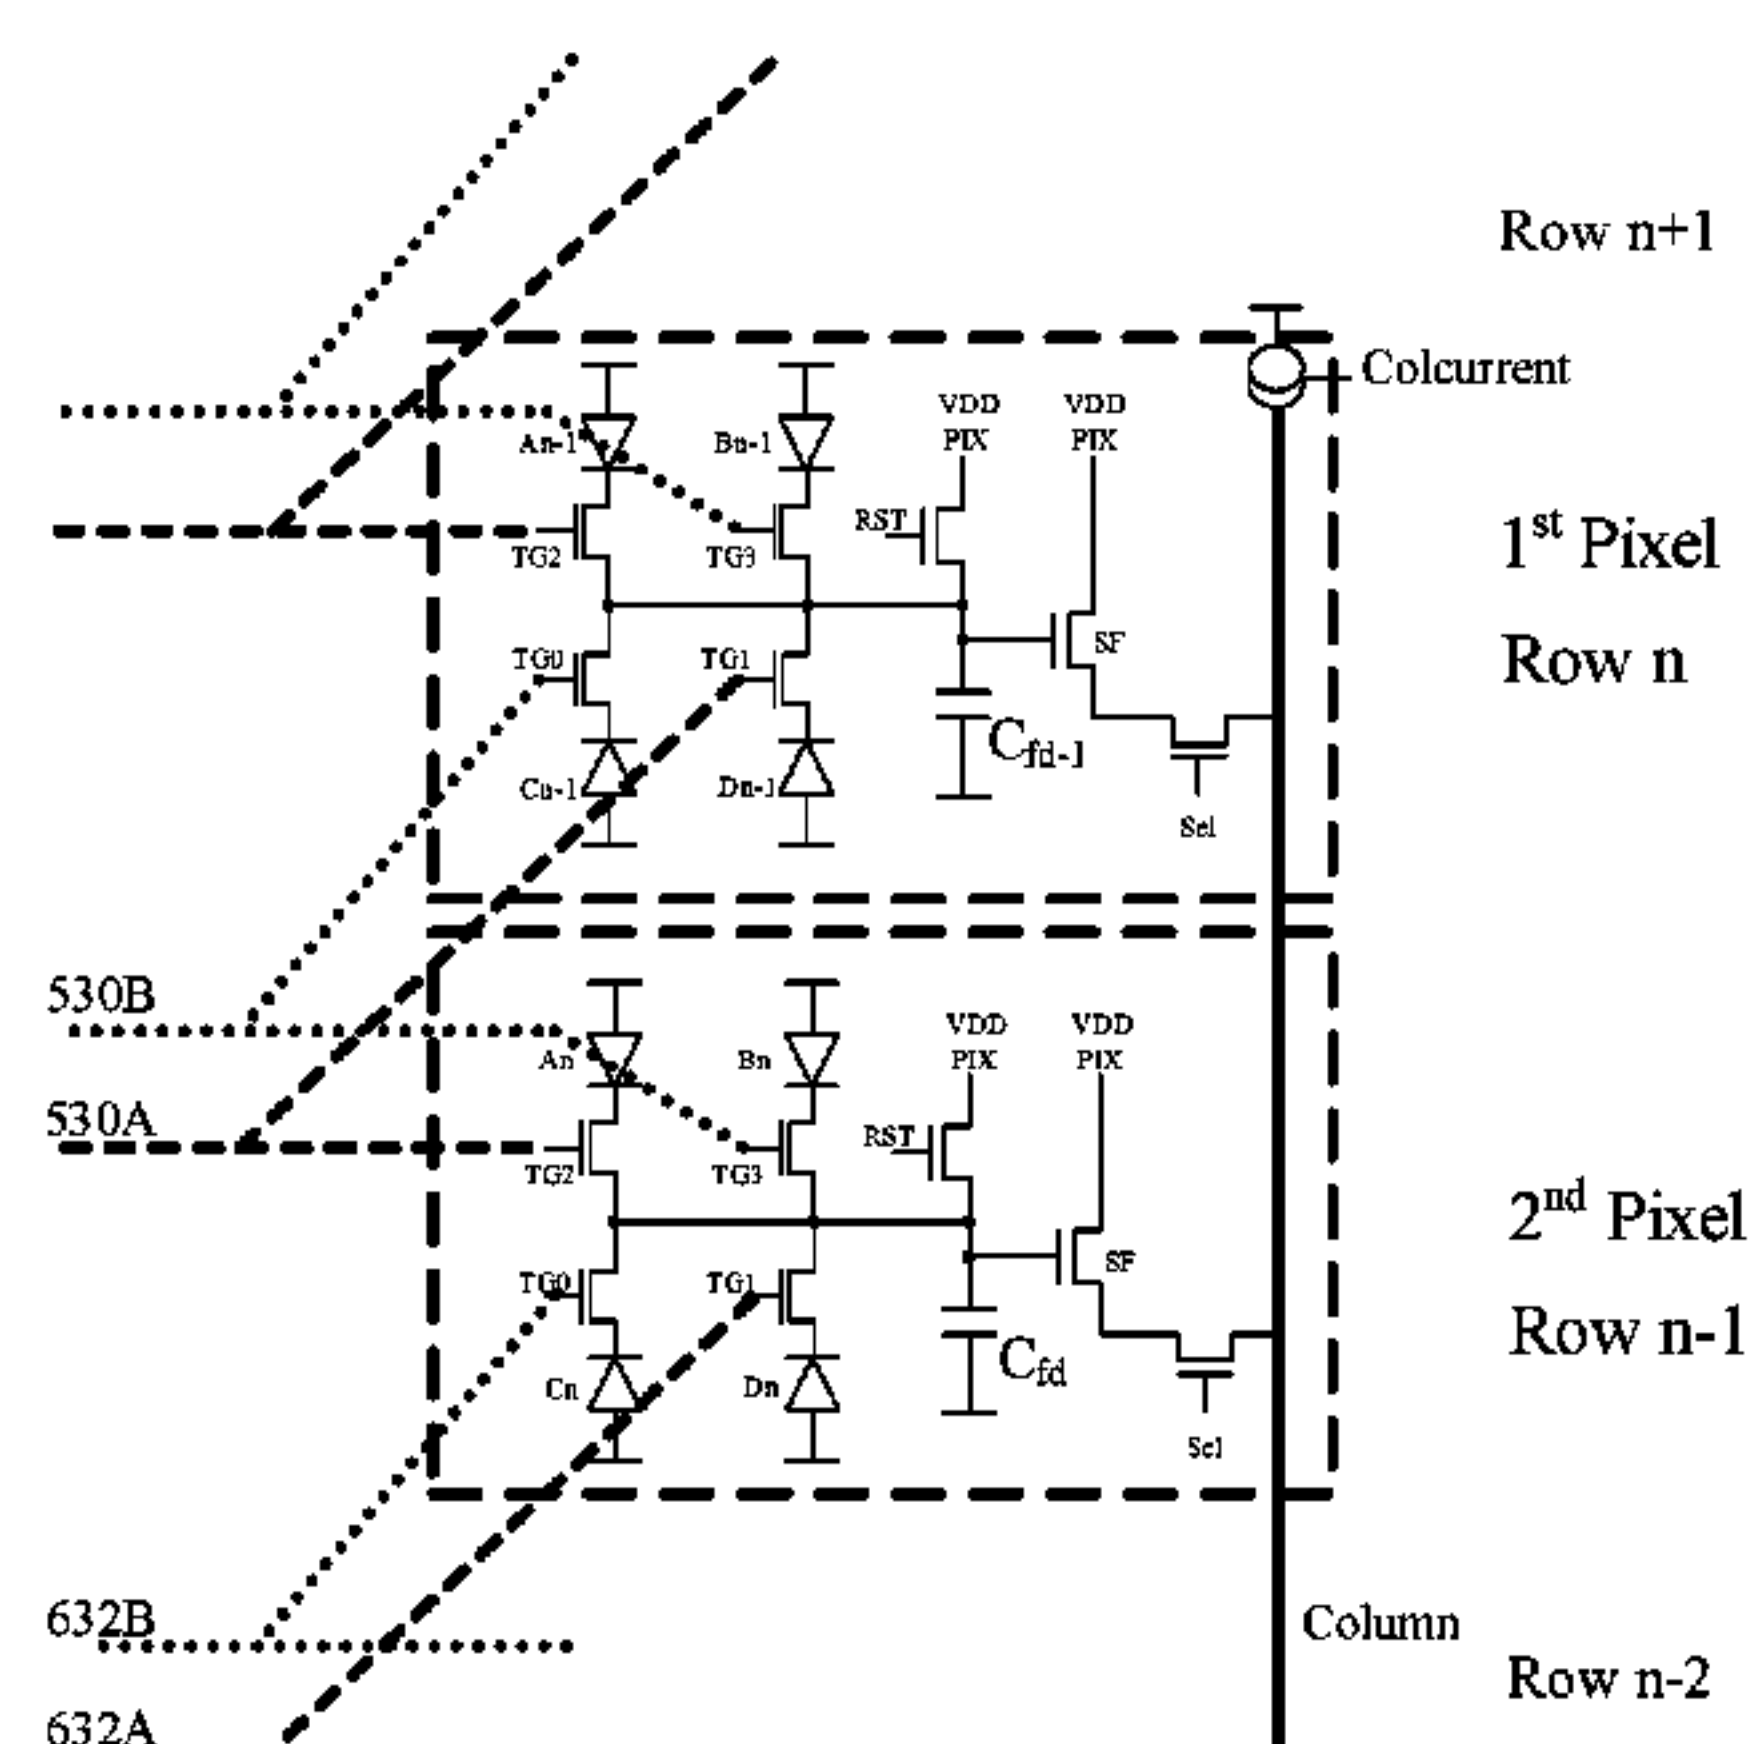 Row n+1
Colcurrent
VDD VDD
PIX PIX
An-1 Bn-1
RST
TG2 TG3
1st Pixel
TG0 TG1 SF
Row n
Cfd-1
Cn-1 Dn-1
Sel
530B
VDD VDD
PIX PIX
An Bn
530A
RST
TG2 TG3
2nd Pixel
TG0 TG1 SF
Row n-1
Cfd
Cn Dn
Sel
632B
Column
Row n-2
632A